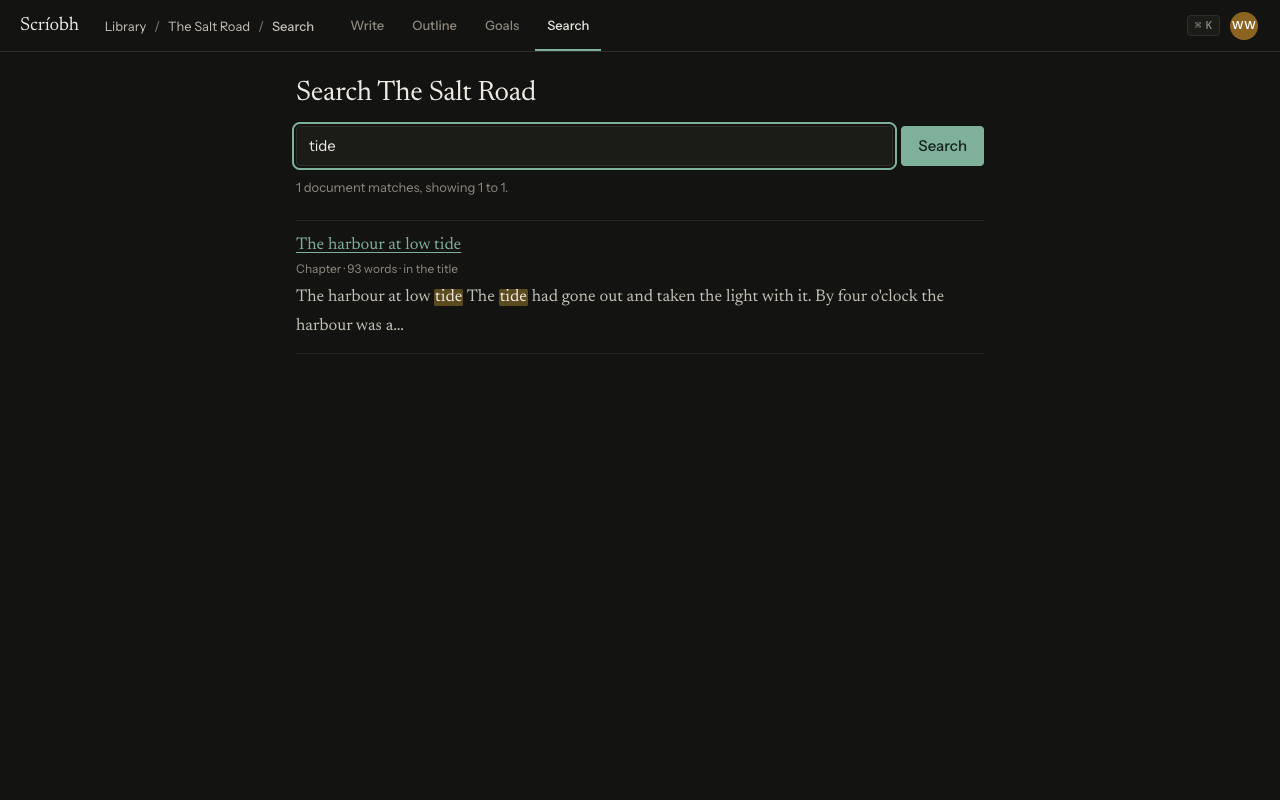 Scríobh
Library / The Salt Road / Search
Write
Outline
Goals
Search
⌘ K
WW
Search The Salt Road
tide
Search
1 document matches, showing 1 to 1.
The harbour at low tide
Chapter · 93 words · in the title
The harbour at low tide The tide had gone out and taken the light with it. By four o'clock the
harbour was a…